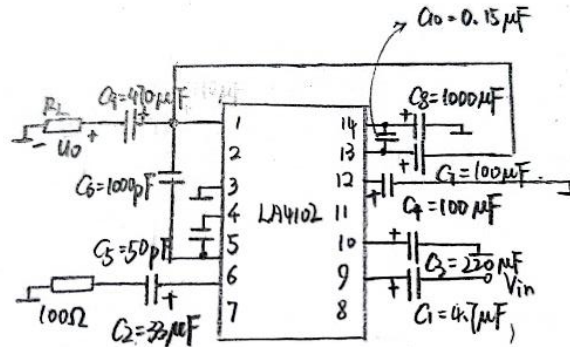 C10 = 0.15μF
C9=470μF
C8=1000μF
RL
- U0 +
1
14
2
13
C6=1000pF
C7=100μF
3
12
4
LA4102
11
C4=100μF
C5=50pF
5
10
6
9
C3=220μF
Vin
100Ω
C2=33μF
7
8
C1=4.7μF